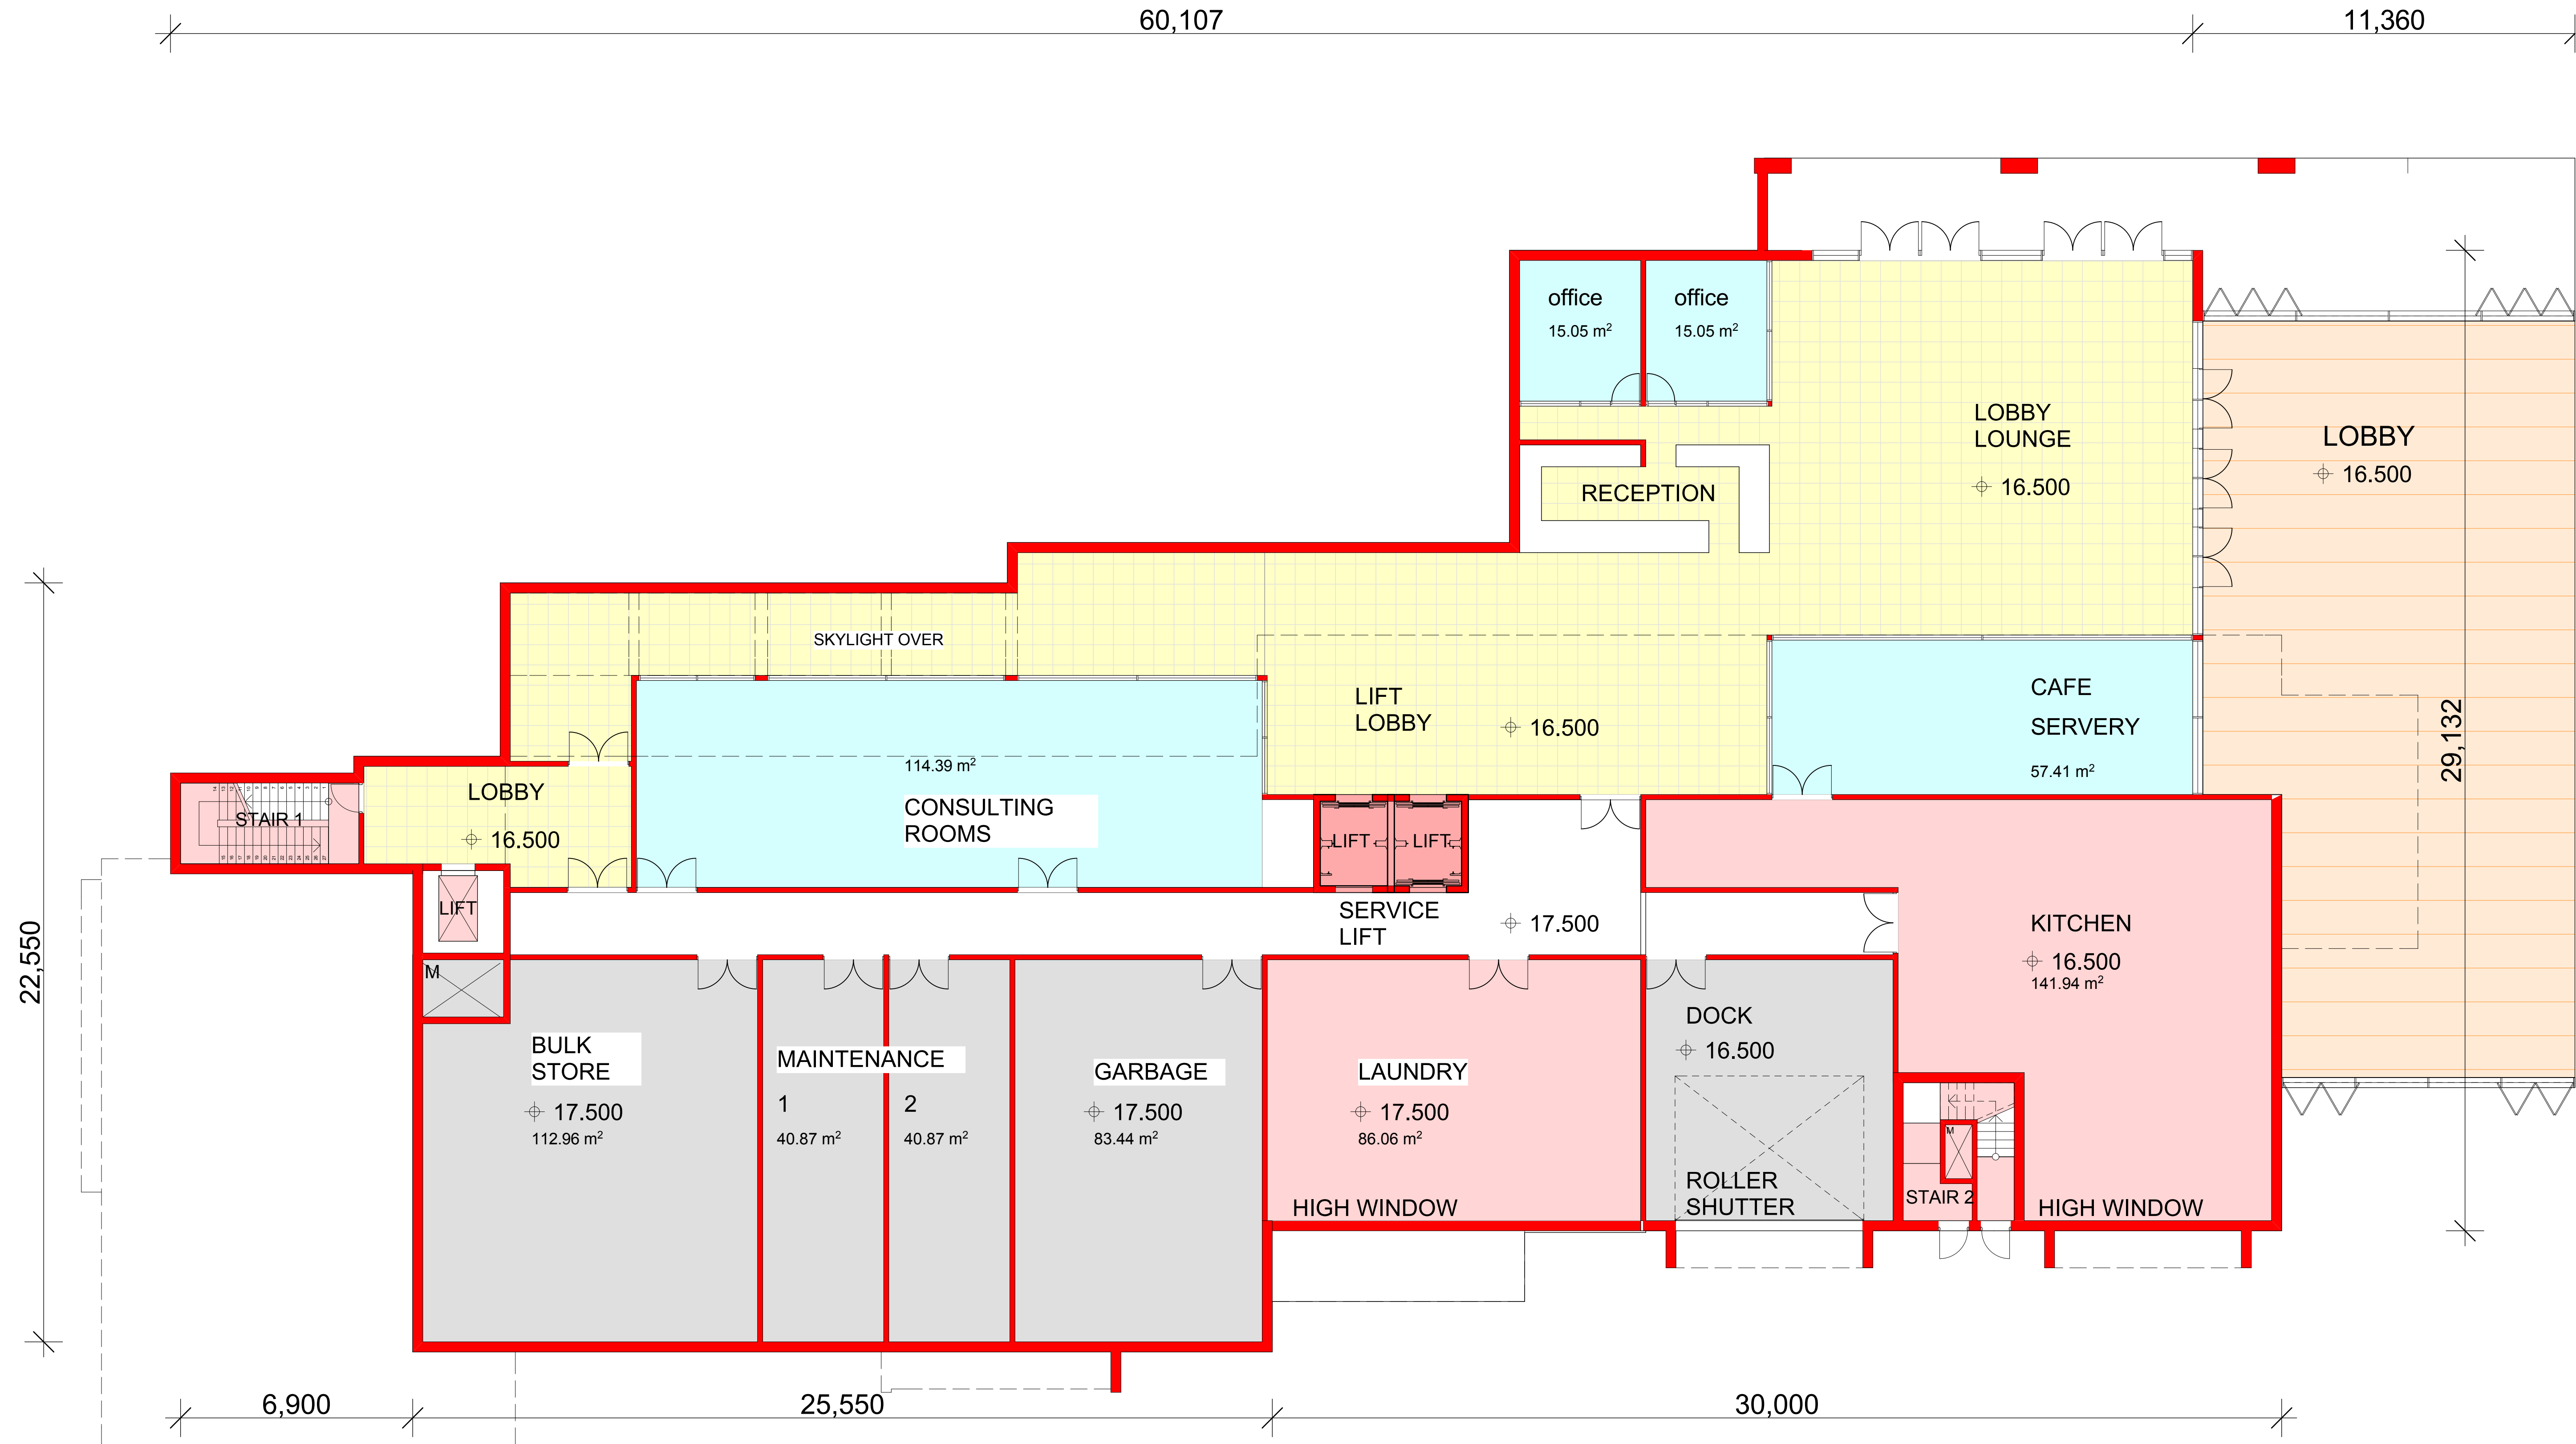 60,107
11,360
office
15.05 m²
office
15.05 m²
LOBBY
LOUNGE
16.500
LOBBY
16.500
RECEPTION
SKYLIGHT OVER
LIFT
LOBBY
16.500
CAFE
SERVERY
57.41 m²
29,132
114.39 m²
CONSULTING
ROOMS
LOBBY
16.500
STAIR 1
LIFT
LIFT
LIFT
SERVICE
LIFT
17.500
KITCHEN
16.500
141.94 m²
22,550
M
BULK
STORE
17.500
112.96 m²
MAINTENANCE
1
40.87 m²
2
40.87 m²
GARBAGE
17.500
83.44 m²
LAUNDRY
17.500
86.06 m²
HIGH WINDOW
DOCK
16.500
ROLLER
SHUTTER
M
STAIR 2
HIGH WINDOW
6,900
25,550
30,000